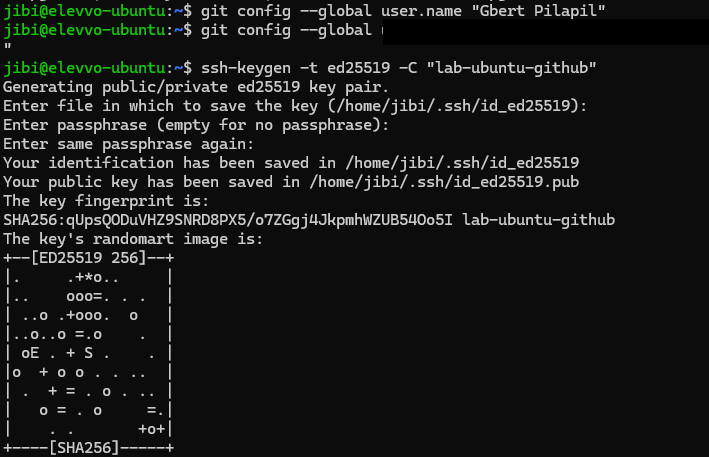 jibi@elevvo-ubuntu:~$ git config --global user.name "Gbert Pilapil"
jibi@elevvo-ubuntu:~$ git config --global
"
jibi@elevvo-ubuntu:~$ ssh-keygen -t ed25519 -C "lab-ubuntu-github"
Generating public/private ed25519 key pair.
Enter file in which to save the key (/home/jibi/.ssh/id_ed25519):
Enter passphrase (empty for no passphrase):
Enter same passphrase again:
Your identification has been saved in /home/jibi/.ssh/id_ed25519
Your public key has been saved in /home/jibi/.ssh/id_ed25519.pub
The key fingerprint is:
SHA256:qUpsQODuVHZ9SNRD8PX5/o7ZGgj4JkpmhWZUB54Oo5I lab-ubuntu-github
The key's randomart image is:
+--[ED25519 256]--+
|.     .+*o..     |
|..    ooo=. . .  |
| ..o .+ooo.  o   |
|..o..o =.o    .  |
| oE . + S .    . |
|o  + o o . . ..  |
| .  + = . o . .. |
|   o = . o     =.|
|    . .       +o+|
+----[SHA256]-----+